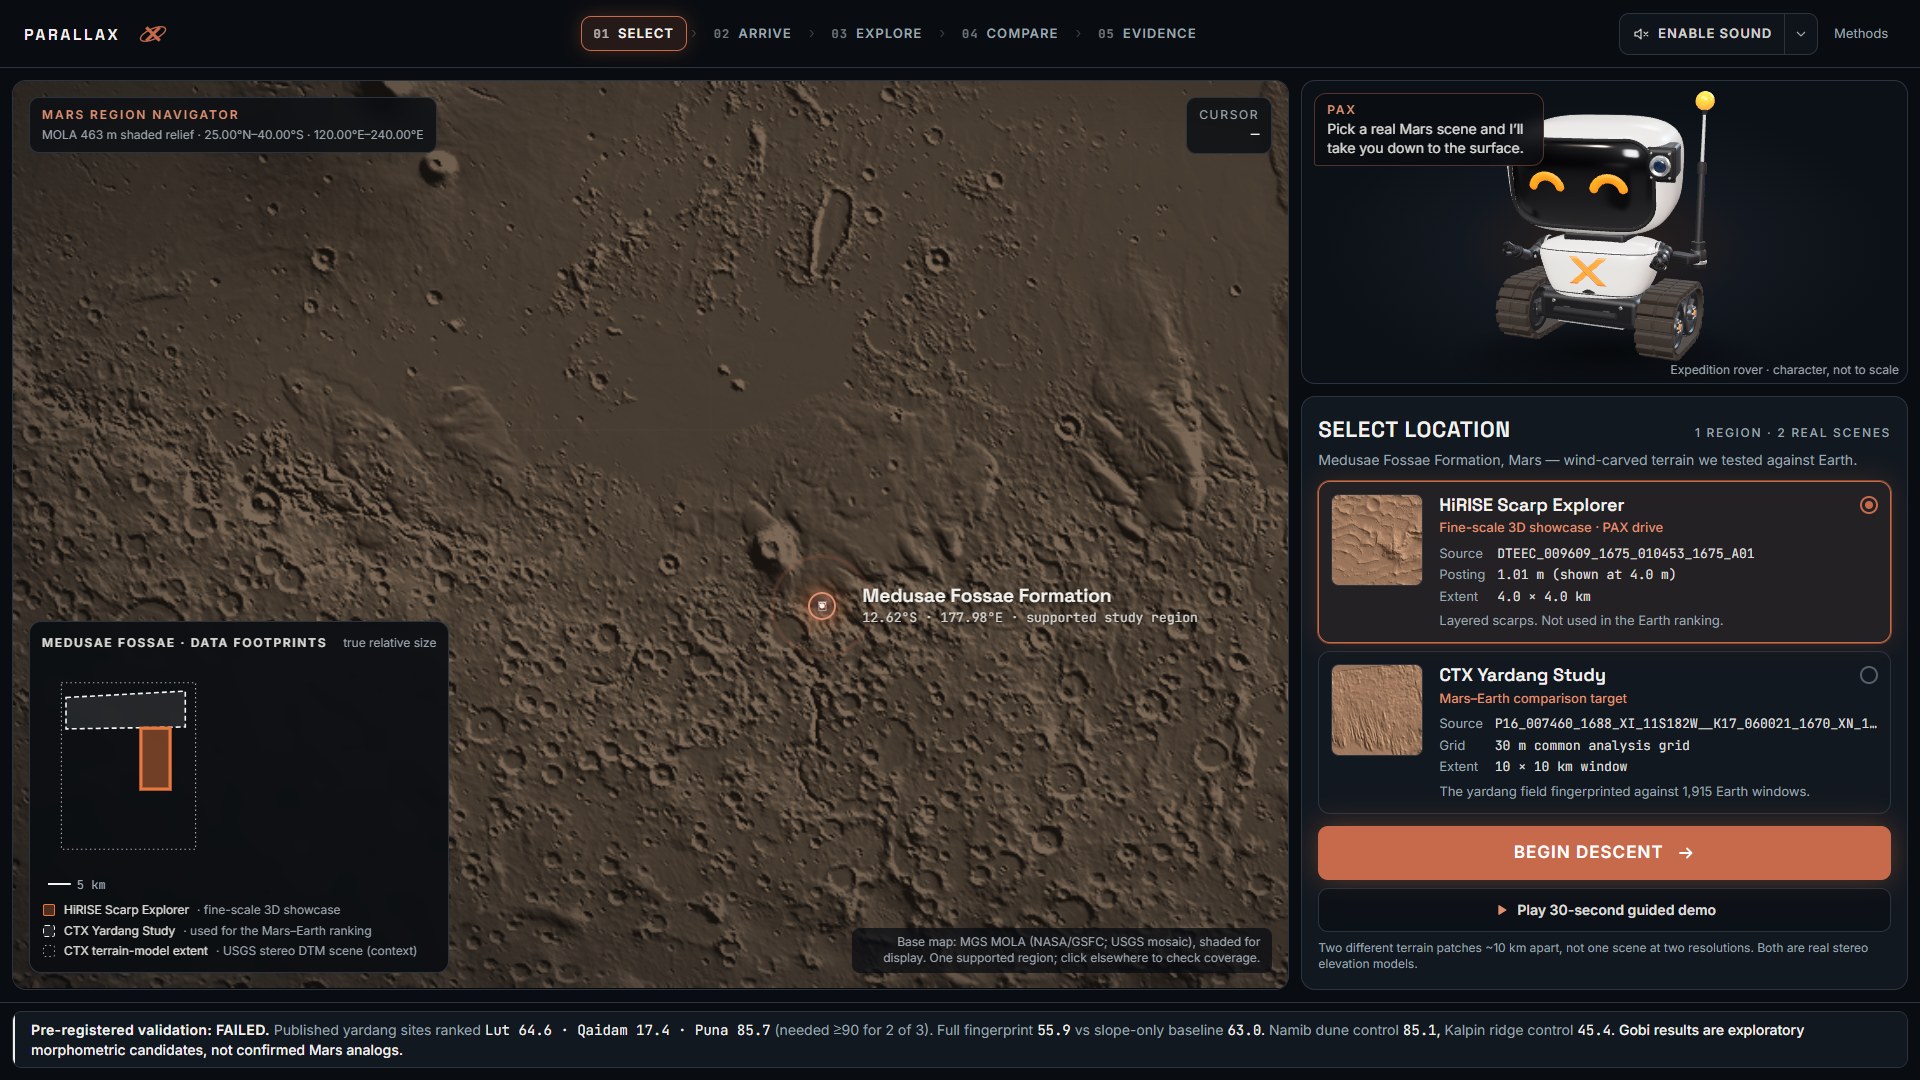 PARALLAX
01 SELECT › 02 ARRIVE › 03 EXPLORE › 04 COMPARE › 05 EVIDENCE
ENABLE SOUND
Methods
MARS REGION NAVIGATOR
MOLA 463 m shaded relief · 25.00°N–40.00°S · 120.00°E–240.00°E
CURSOR
–
Medusae Fossae Formation
12.62°S · 177.98°E · supported study region
MEDUSAE FOSSAE · DATA FOOTPRINTS true relative size
5 km
HiRISE Scarp Explorer · fine-scale 3D showcase
CTX Yardang Study · used for the Mars–Earth ranking
CTX terrain-model extent · USGS stereo DTM scene (context)
Base map: MGS MOLA (NASA/GSFC; USGS mosaic), shaded for
display. One supported region; click elsewhere to check coverage.
PAX
Pick a real Mars scene and I'll
take you down to the surface.
Expedition rover · character, not to scale
SELECT LOCATION
1 REGION · 2 REAL SCENES
Medusae Fossae Formation, Mars — wind-carved terrain we tested against Earth.
HiRISE Scarp Explorer
Fine-scale 3D showcase · PAX drive
Source DTEEC_009609_1675_010453_1675_A01
Posting 1.01 m (shown at 4.0 m)
Extent 4.0 × 4.0 km
Layered scarps. Not used in the Earth ranking.
CTX Yardang Study
Mars–Earth comparison target
Source P16_007460_1688_XI_11S182W__K17_060021_1670_XN_1…
Grid 30 m common analysis grid
Extent 10 × 10 km window
The yardang field fingerprinted against 1,915 Earth windows.
BEGIN DESCENT →
Play 30-second guided demo
Two different terrain patches ~10 km apart, not one scene at two resolutions. Both are real stereo
elevation models.
Pre-registered validation: FAILED. Published yardang sites ranked Lut 64.6 · Qaidam 17.4 · Puna 85.7 (needed ≥90 for 2 of 3). Full fingerprint 55.9 vs slope-only baseline 63.0. Namib dune control 85.1, Kalpin ridge control 45.4. Gobi results are exploratory
morphometric candidates, not confirmed Mars analogs.